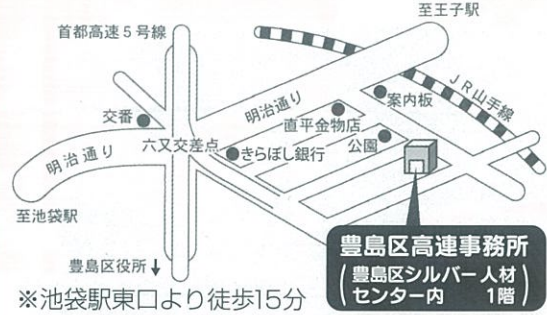 至王子駅
首都高速5号線
JR山手線
明治通り
案内板
交番
直平金物店
六又交差点
公園
きらぼし銀行
明治通り
至池袋駅
豊島区高連事務所
豊島区役所↓
(豊島区シルバー人材
センター内 1階)
※池袋駅東口より徒歩15分